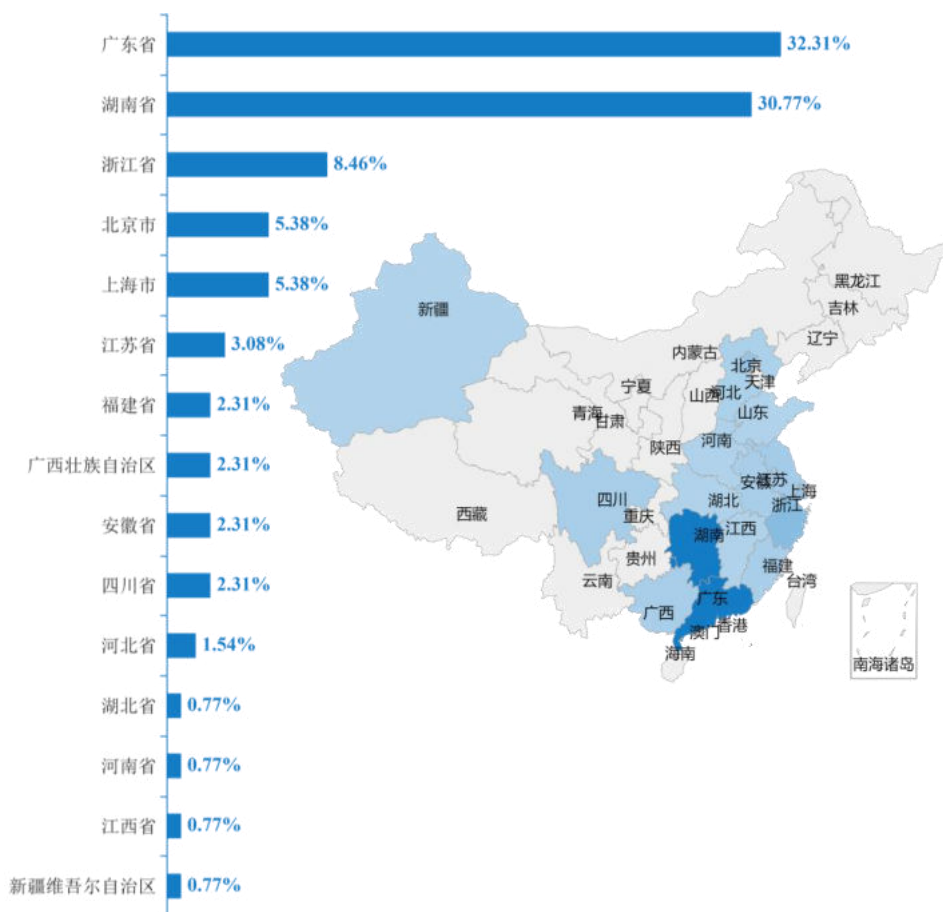 广东省 32.31%
湖南省 30.77%
浙江省 8.46%
北京市 5.38%
上海市 5.38%
江苏省 3.08%
福建省 2.31%
广西壮族自治区 2.31%
安徽省 2.31%
四川省 2.31%
河北省 1.54%
湖北省 0.77%
河南省 0.77%
江西省 0.77%
新疆维吾尔自治区 0.77%
黑龙江
吉林
辽宁
新疆
内蒙古
北京
天津
宁夏
山西
河北
山东
青海
甘肃
陕西
河南
安徽
江苏
上海
四川
湖北
浙江
西藏
重庆
湖南
江西
贵州
福建
云南
台湾
广西
广东
澳门
香港
海南
南海诸岛